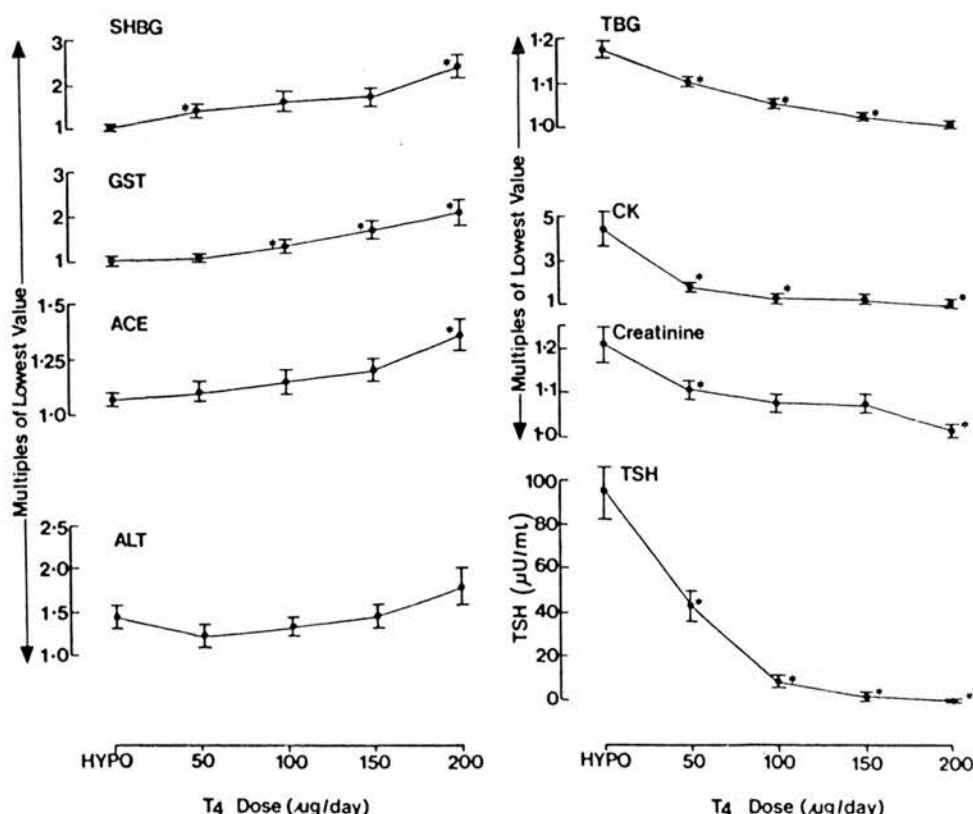 SHBG
3
2
1
GST
3
2
1
ACE
1·25
1·0
ALT
2·5
2·0
1·5
1·0
Multiples of Lowest Value
HYPO 50 100 150 200
T4 Dose (µg/day)
TBG
1·2
1·1
1·0
CK
5
3
1
Creatinine
1·2
1·1
1·0
Multiples of Lowest Value
TSH
100
80
60
40
20
0
TSH (µU/ml)
HYPO 50 100 150 200
T4 Dose (µg/day)